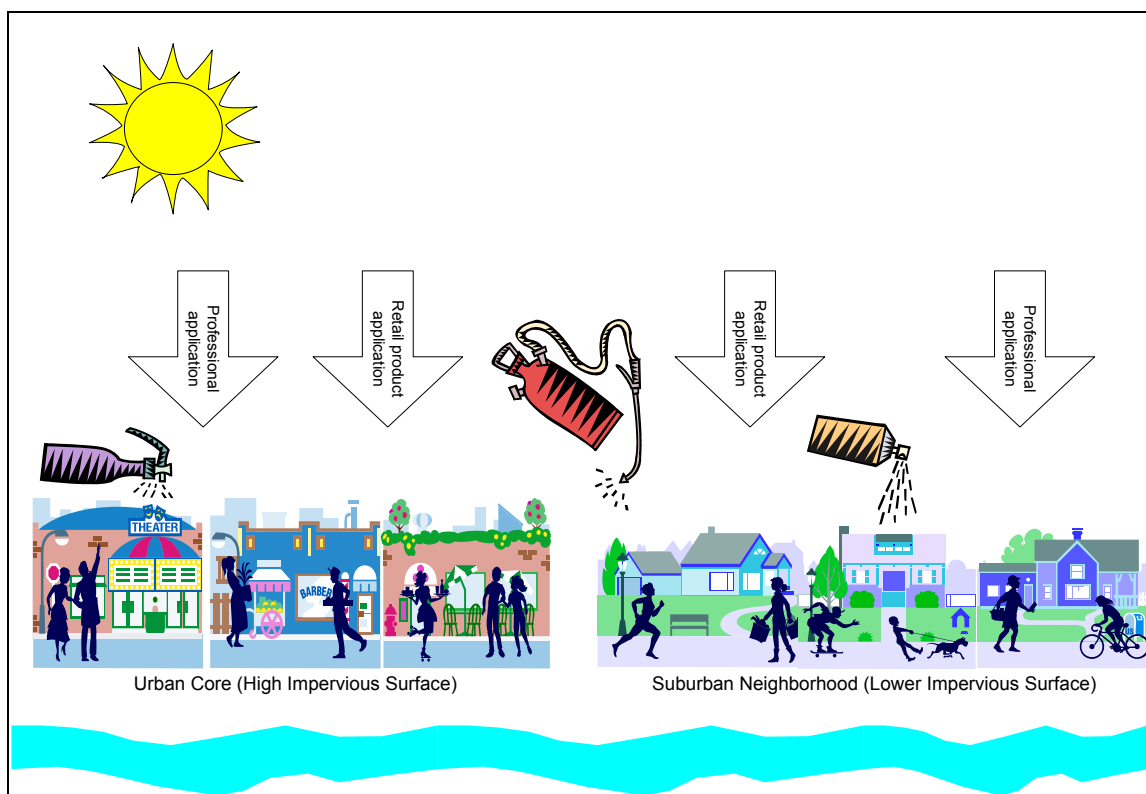 Professional
application
Retail product
application
Retail product
application
Professional
application
THEATER
BARBER
US
Urban Core (High Impervious Surface)
Suburban Neighborhood (Lower Impervious Surface)